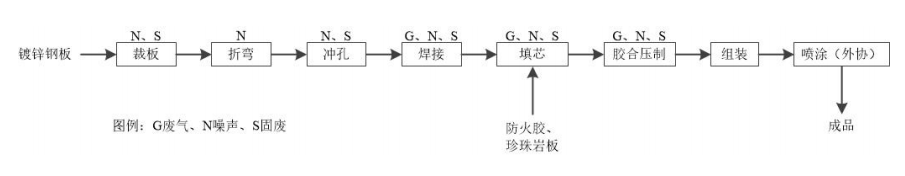 N、S
N
N、S
G、N、S
G、N、S
G、N、S
镀锌钢板
裁板
折弯
冲孔
焊接
填芯
胶合压制
组装
喷涂（外协）
图例：G废气、N噪声、S固废
防火胶、
珍珠岩板
成品